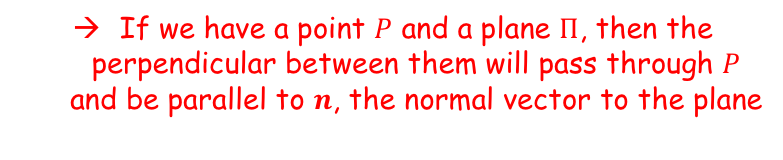 → If we have a point P and a plane Π, then the
perpendicular between them will pass through P
and be parallel to n, the normal vector to the plane